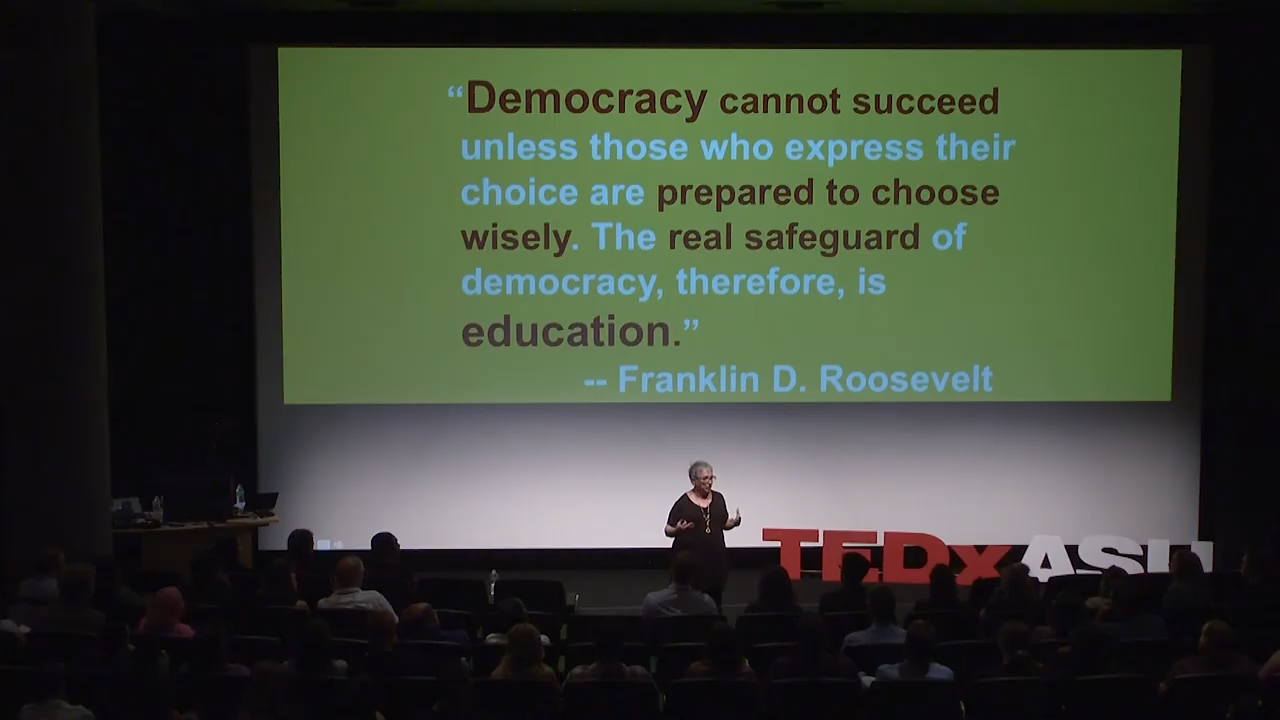 “Democracy cannot succeed
unless those who express their
choice are prepared to choose
wisely. The real safeguard of
democracy, therefore, is
education.”
-- Franklin D. Roosevelt
TEDxASU